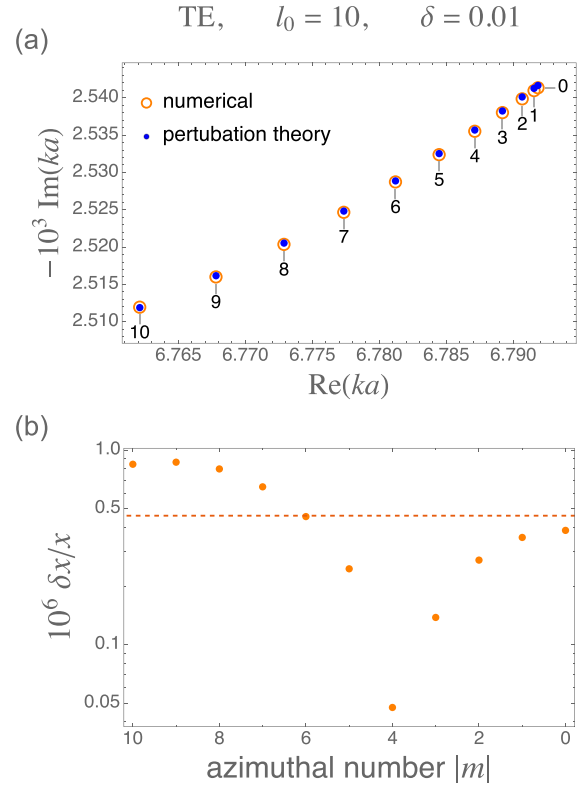 TE, l₀ = 10, δ = 0.01
(a)
numerical
pertubation theory
0
1
2
3
4
5
6
7
8
9
10
2.540
2.535
2.530
2.525
2.520
2.515
2.510
−10³ Im(ka)
6.765 6.770 6.775 6.780 6.785 6.790
Re(ka)
(b)
1.0
0.5
0.1
0.05
10⁶ δx/x
10 8 6 4 2 0
azimuthal number |m|